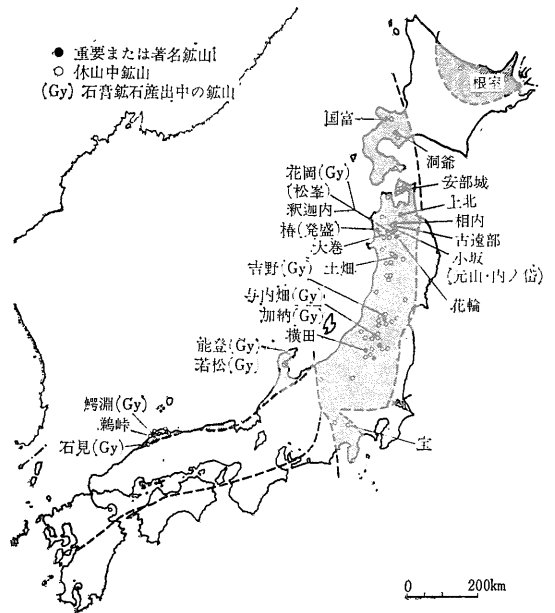 ● 重要または著名鉱山
○ 休山中鉱山
(Gy) 石膏鉱石産出中の鉱山
根室
国富
洞爺
花岡(Gy)
(松峯)
釈迦内
椿(発盛)
大巻
安部城
上北
相内
古遠部
小坂
(元山・内ノ岱)
花輪
吉野(Gy)
土畑
与内畑(Gy)
加納(Gy)
横田
能登(Gy)
若松(Gy)
鰐淵(Gy)
鵜峠
石見(Gy)
宝
0 200km